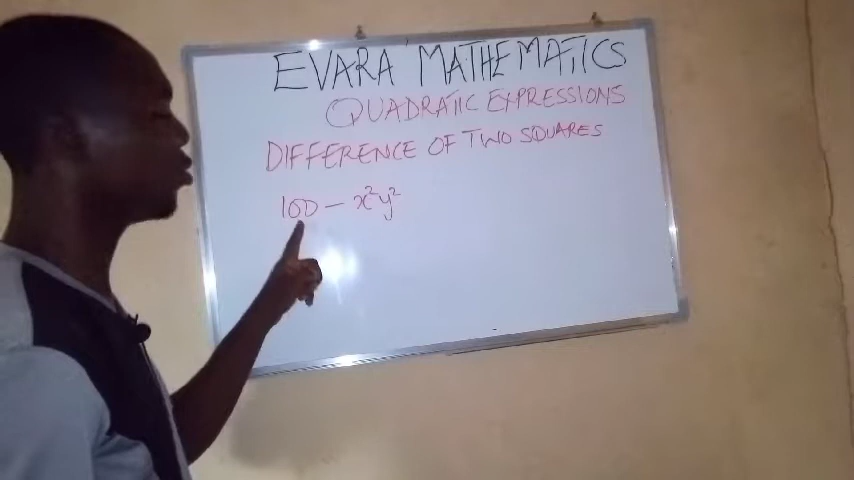 EVARA MATHEMATICS
QUADRATIC EXPRESSIONS
DIFFERENCE OF TWO SQUARES
100 − x²y²